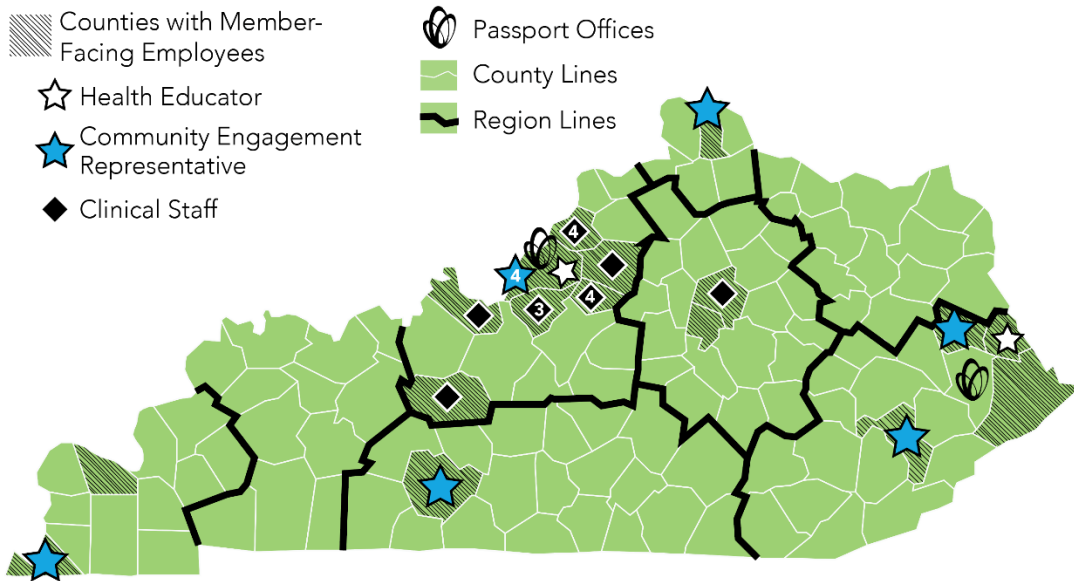 Counties with Member-
Facing Employees
Health Educator
Community Engagement
Representative
Clinical Staff
Passport Offices
County Lines
Region Lines
4
4
4
3